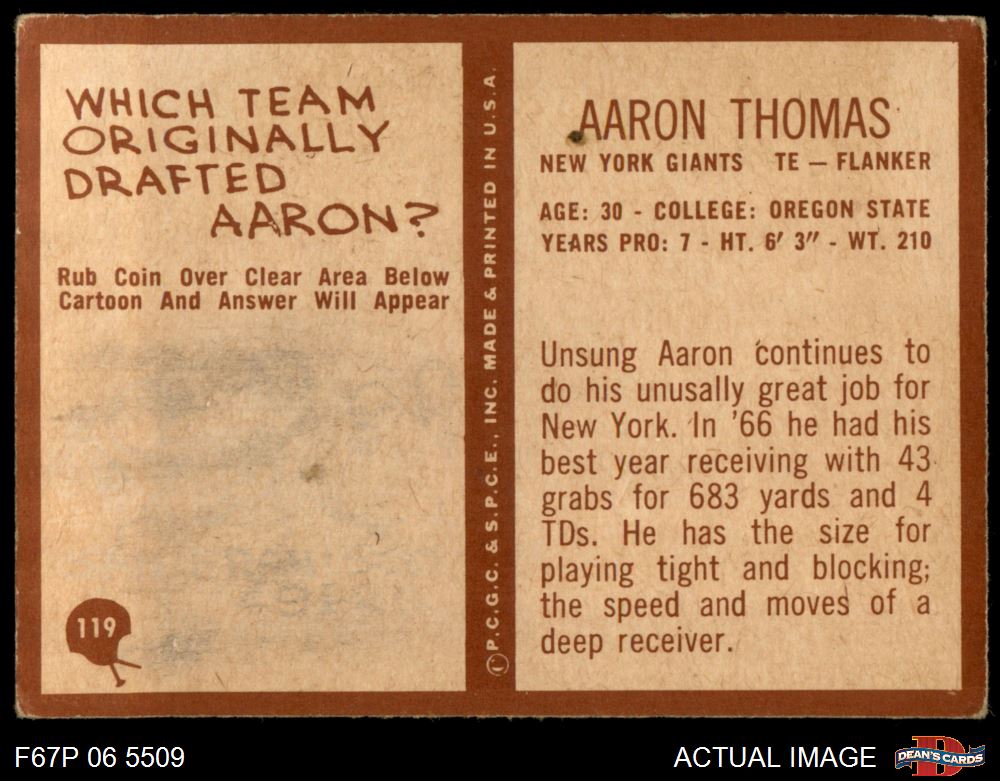 WHICH TEAM
ORIGINALLY
DRAFTED
AARON?
Rub Coin Over Clear Area Below
Cartoon And Answer Will Appear
119
© P.C.G.C. & S.P.C.E., INC. MADE & PRINTED IN U.S.A.
AARON THOMAS
NEW YORK GIANTS TE — FLANKER
AGE: 30 - COLLEGE: OREGON STATE
YEARS PRO: 7 - HT. 6' 3" - WT. 210
Unsung Aaron continues to
do his unusually great job for
New York. In '66 he had his
best year receiving with 43
grabs for 683 yards and 4
TDs. He has the size for
playing tight and blocking;
the speed and moves of a
deep receiver.
F67P 06 5509
ACTUAL IMAGE
D
DEAN'S CARDS